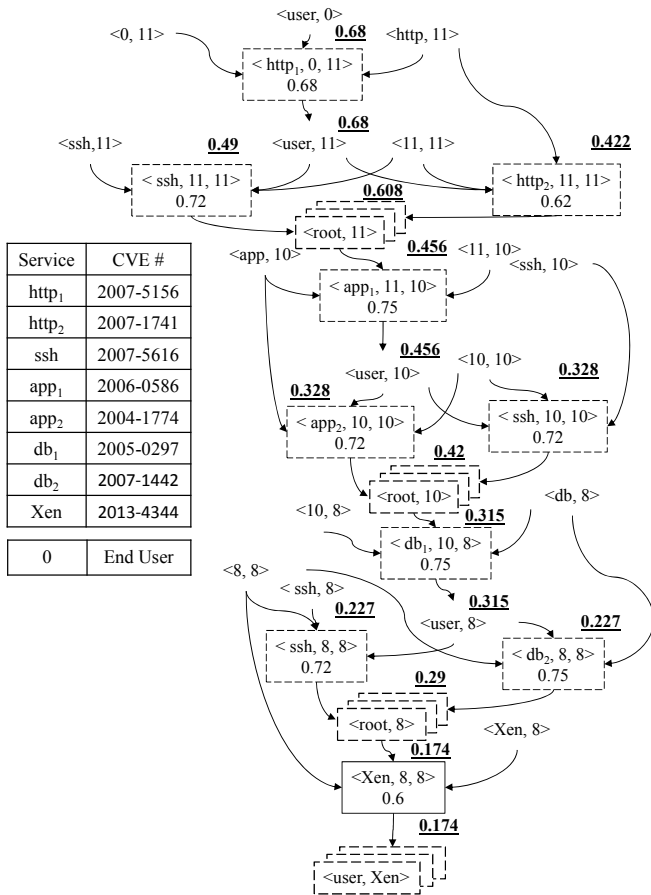 <user, 0>
<0, 11>
0.68
<http, 11>
< http₁, 0, 11>
0.68
0.68
<ssh,11>
0.49
<user, 11>
<11, 11>
0.422
< ssh, 11, 11>
0.72
< http₂, 11, 11>
0.62
0.608
<root, 11>
<app, 10>
0.456
<11, 10>
<ssh, 10>
< app₁, 11, 10>
0.75
Service CVE #
http₁ 2007-5156
http₂ 2007-1741
ssh 2007-5616
app₁ 2006-0586
app₂ 2004-1774
db₁ 2005-0297
db₂ 2007-1442
Xen 2013-4344
0 End User
0.456
<user, 10>
<10, 10>
0.328
0.328
< app₂, 10, 10>
0.72
< ssh, 10, 10>
0.72
0.42
<root, 10>
<db, 8>
<10, 8>
0.315
< db₁, 10, 8>
0.75
<8, 8>
< ssh, 8>
0.227
0.315
<user, 8>
0.227
< ssh, 8, 8>
0.72
< db₂, 8, 8>
0.75
0.29
<root, 8>
<Xen, 8>
0.174
<Xen, 8, 8>
0.6
0.174
<user, Xen>